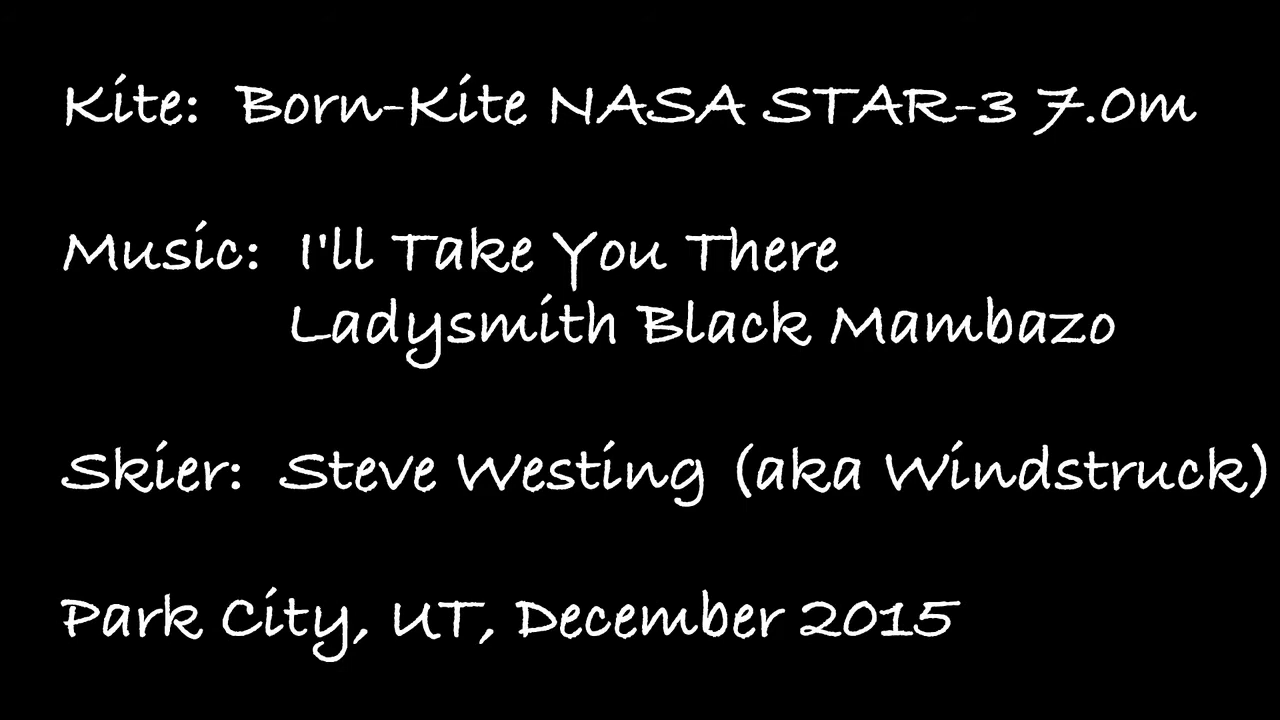 Kite: Born-Kite NASA STAR-3 7.0m
Music: I'll Take You There
Ladysmith Black Mambazo
Skier: Steve Westing (aka Windstruck)
Park City, UT, December 2015